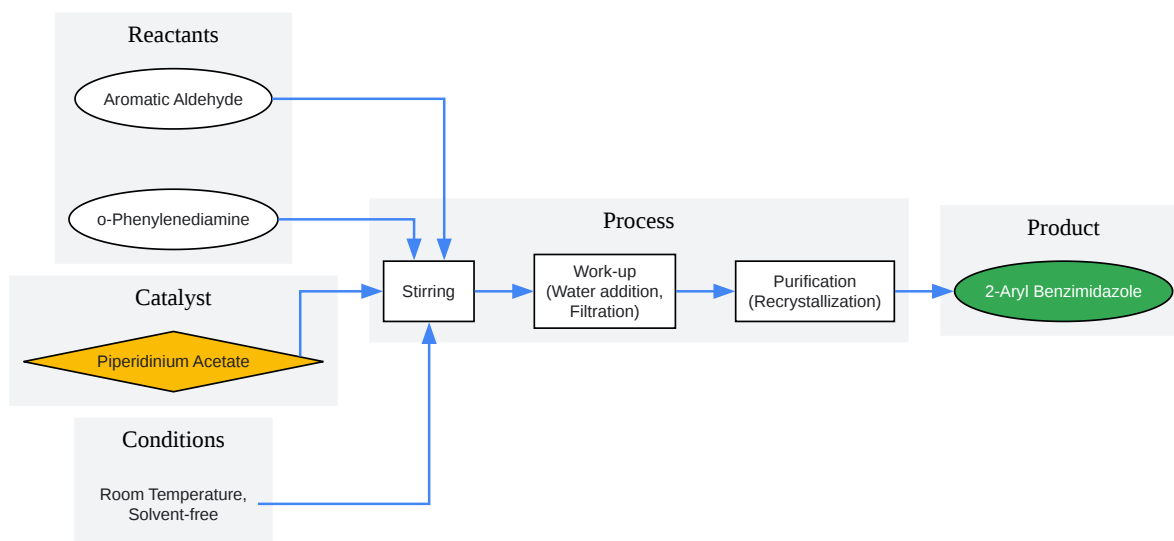 Reactants
Aromatic Aldehyde
o-Phenylenediamine
Catalyst
Piperidinium Acetate
Conditions
Room Temperature,
Solvent-free
Process
Stirring
Work-up
(Water addition,
Filtration)
Purification
(Recrystallization)
Product
2-Aryl Benzimidazole